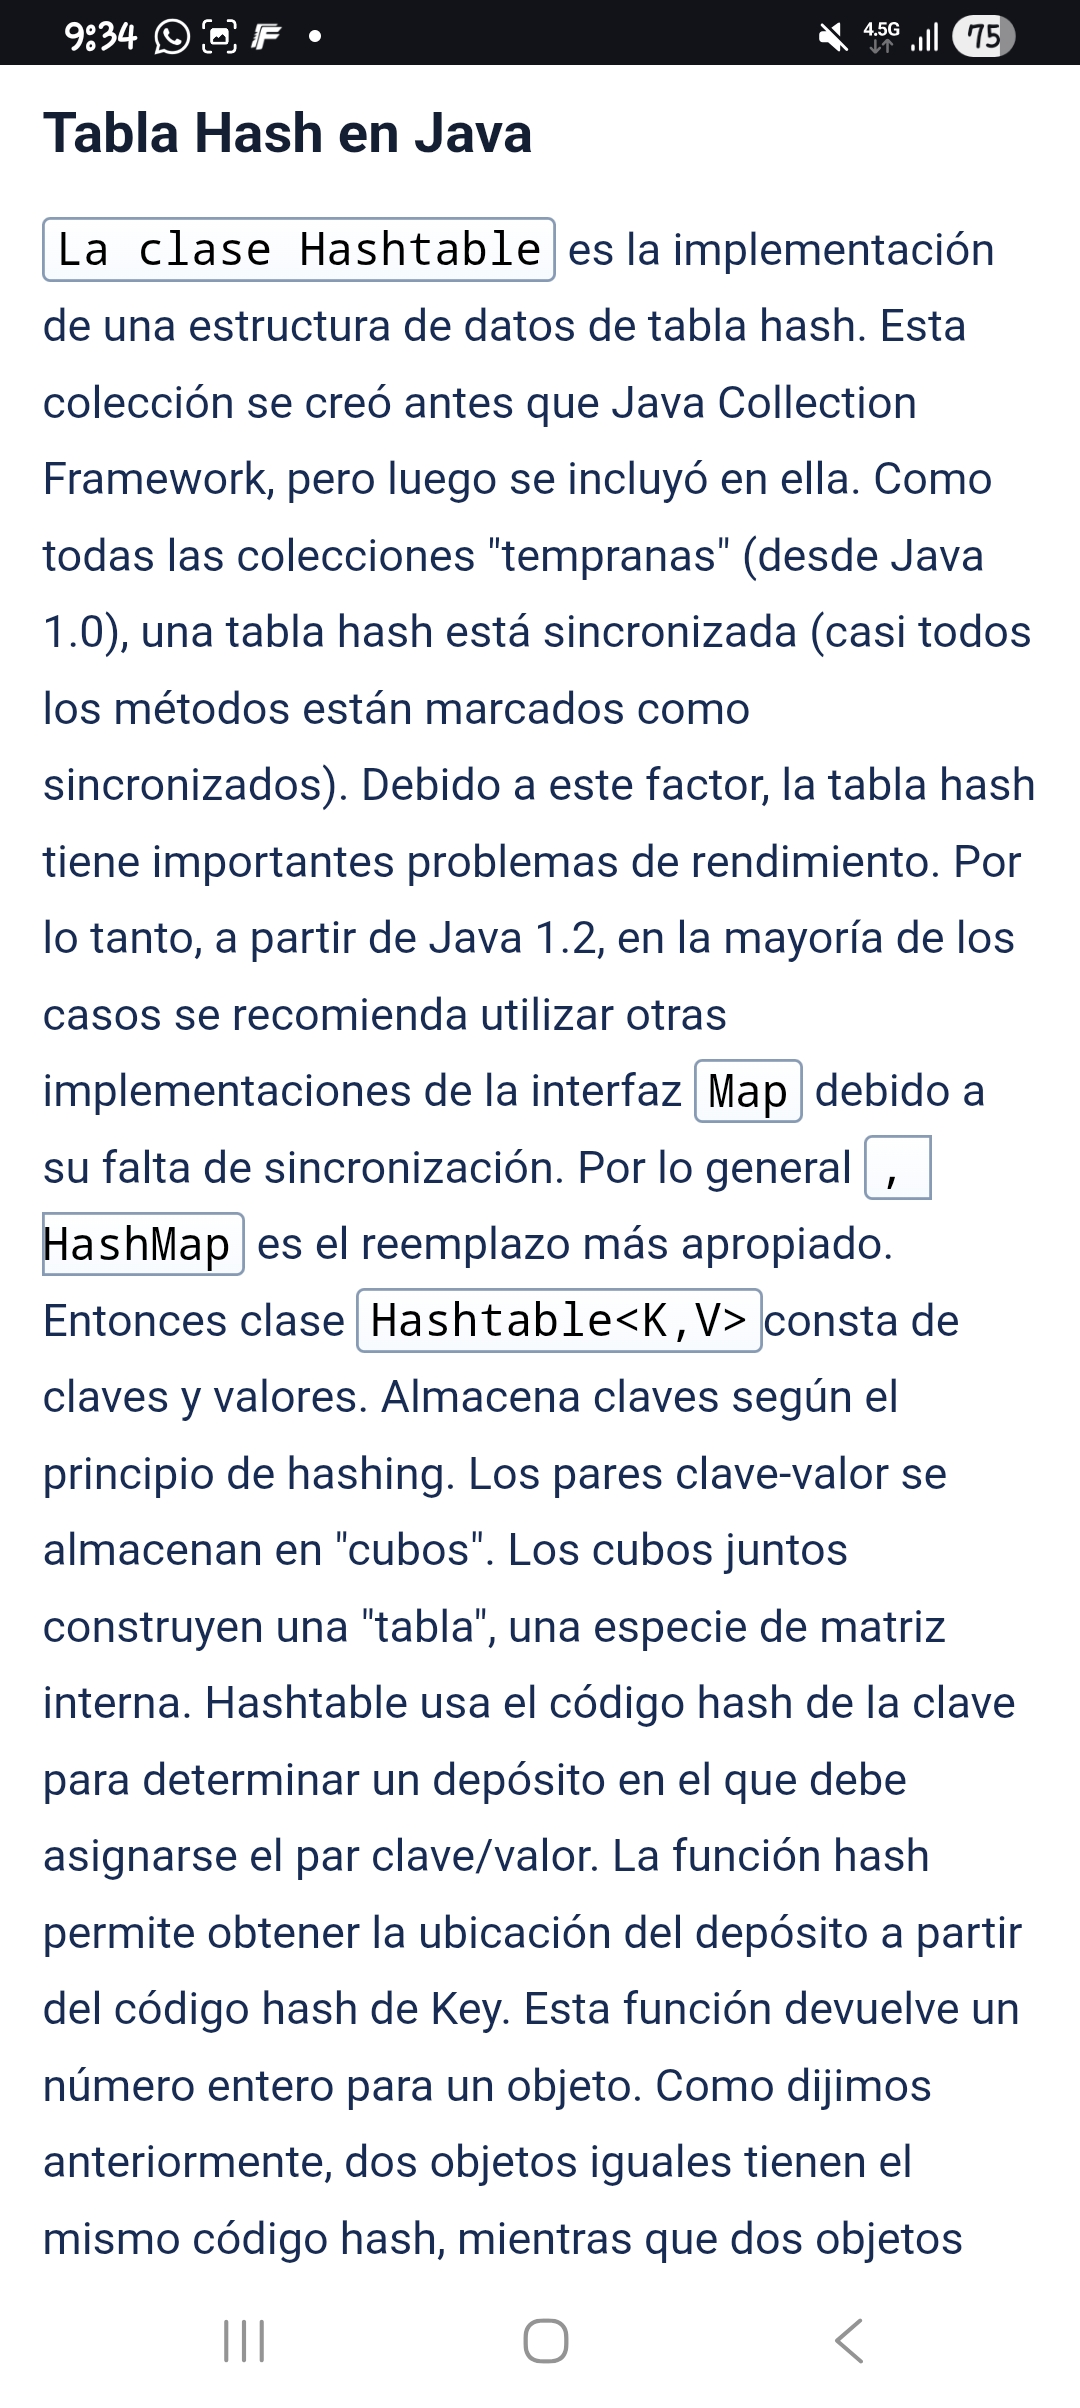 9:34
4.5G
75
Tabla Hash en Java
La clase Hashtable es la implementación
de una estructura de datos de tabla hash. Esta
colección se creó antes que Java Collection
Framework, pero luego se incluyó en ella. Como
todas las colecciones "tempranas" (desde Java
1.0), una tabla hash está sincronizada (casi todos
los métodos están marcados como
sincronizados). Debido a este factor, la tabla hash
tiene importantes problemas de rendimiento. Por
lo tanto, a partir de Java 1.2, en la mayoría de los
casos se recomienda utilizar otras
implementaciones de la interfaz Map debido a
su falta de sincronización. Por lo general ,
HashMap es el reemplazo más apropiado.
Entonces clase Hashtable<K,V>consta de
claves y valores. Almacena claves según el
principio de hashing. Los pares clave-valor se
almacenan en "cubos". Los cubos juntos
construyen una "tabla", una especie de matriz
interna. Hashtable usa el código hash de la clave
para determinar un depósito en el que debe
asignarse el par clave/valor. La función hash
permite obtener la ubicación del depósito a partir
del código hash de Key. Esta función devuelve un
número entero para un objeto. Como dijimos
anteriormente, dos objetos iguales tienen el
mismo código hash, mientras que dos objetos